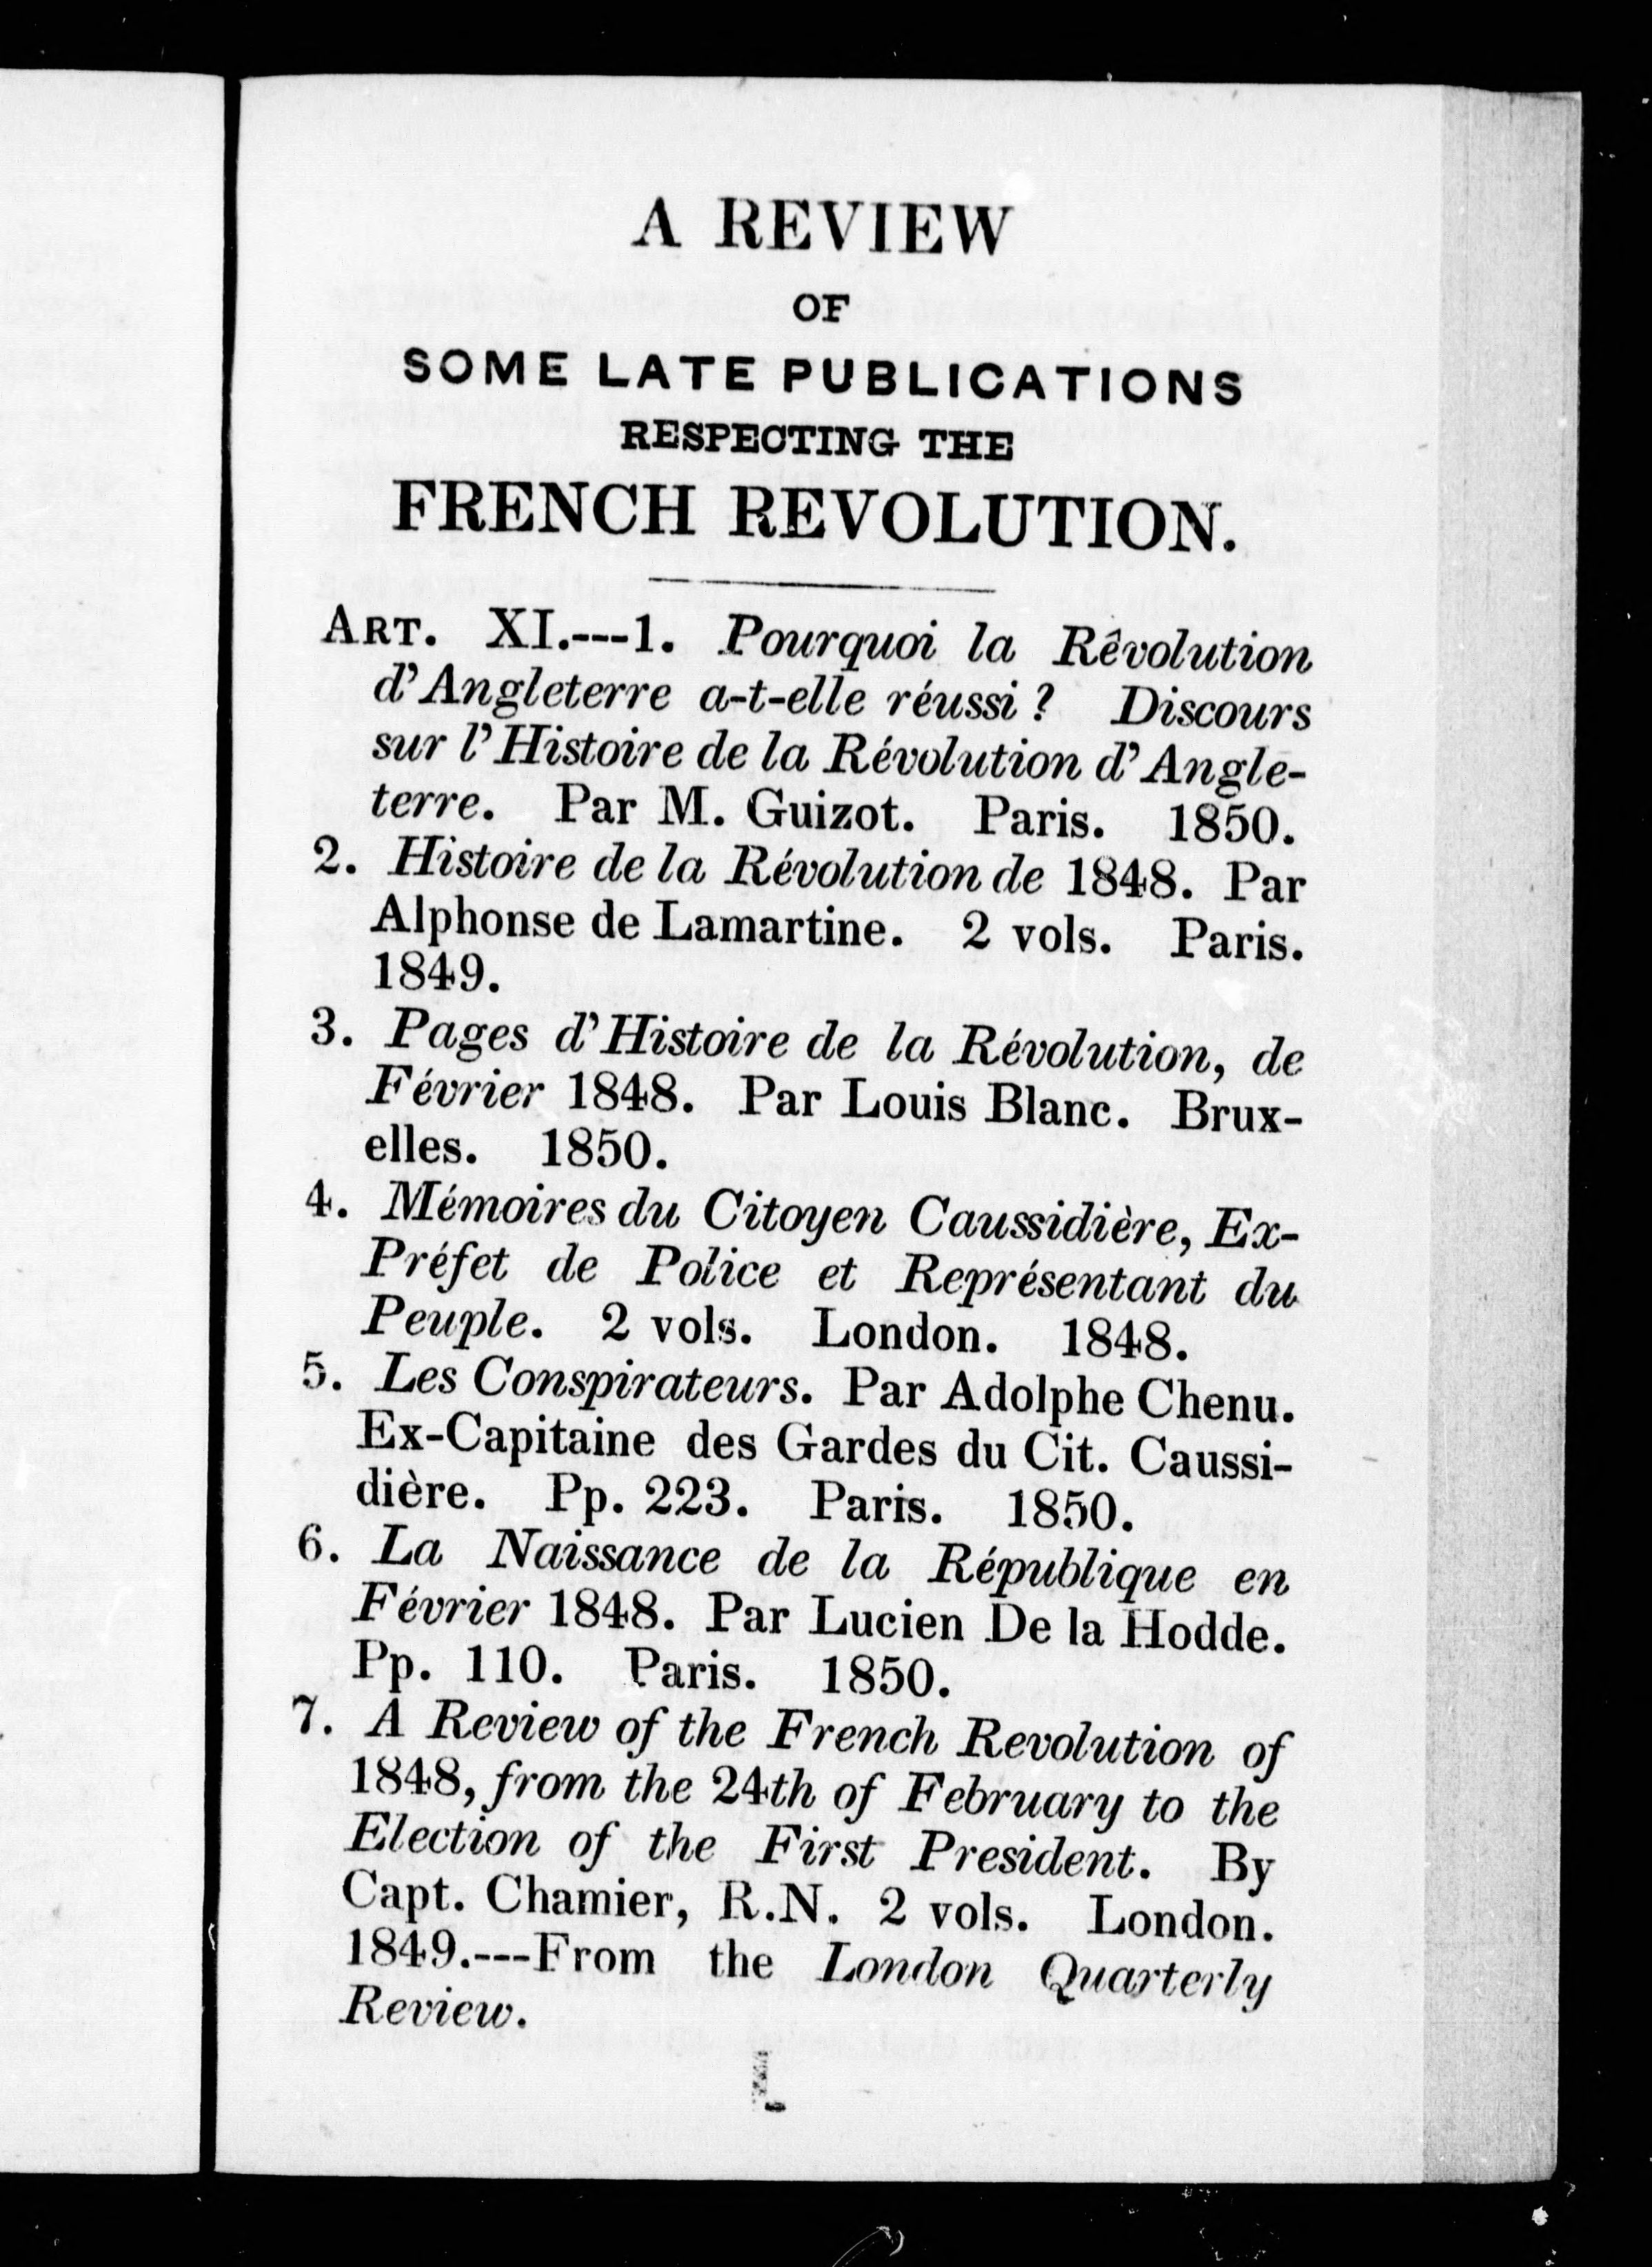 A REVIEW
OF
SOME LATE PUBLICATIONS
RESPECTING THE
FRENCH REVOLUTION.
ART. XI.---1. Pourquoi la Rêvolution
d'Angleterre a-t-elle réussi? Discours
sur l'Histoire de la Révolution d'Angle-
terre. Par M. Guizot. Paris. 1850.
2. Histoire de la Révolution de 1848. Par
Alphonse de Lamartine. 2 vols. Paris.
1849.
3. Pages d'Histoire de la Révolution, de
Février 1848. Par Louis Blanc. Brux-
elles. 1850.
4. Mémoires du Citoyen Caussidière, Ex-
Préfet de Police et Représentant du
Peuple. 2 vols. London. 1848.
5. Les Conspirateurs. Par Adolphe Chenu.
Ex-Capitaine des Gardes du Cit. Caussi-
dière. Pp. 223. Paris. 1850.
6. La Naissance de la République en
Février 1848. Par Lucien De la Hodde.
Pp. 110. Paris. 1850.
7. A Review of the French Revolution of
1848, from the 24th of February to the
Election of the First President. By
Capt. Chamier, R.N. 2 vols. London.
1849.---From the London Quarterly
Review.